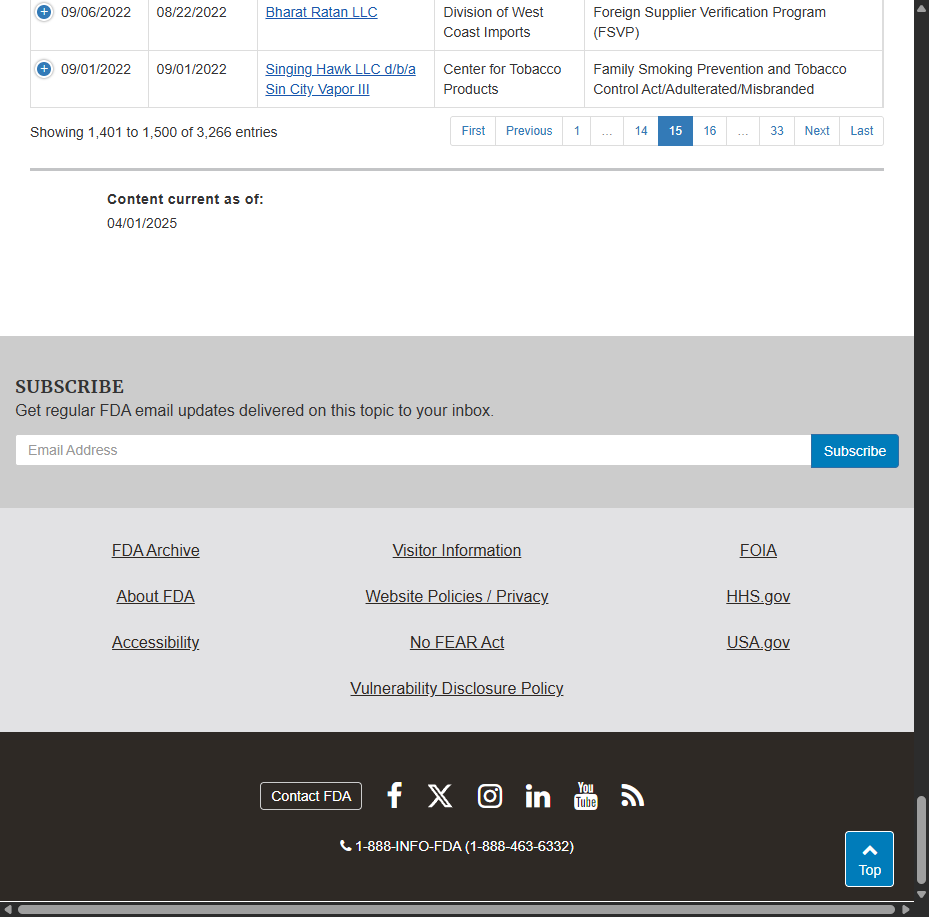 09/06/2022 08/22/2022 Bharat Ratan LLC Division of West Foreign Supplier Verification Program
Coast Imports (FSVP)
09/01/2022 09/01/2022 Singing Hawk LLC d/b/a Center for Tobacco Family Smoking Prevention and Tobacco
Sin City Vapor III Products Control Act/Adulterated/Misbranded
Showing 1,401 to 1,500 of 3,266 entries First Previous 1 ... 14 15 16 ... 33 Next Last
Content current as of:
04/01/2025
SUBSCRIBE
Get regular FDA email updates delivered on this topic to your inbox.
Email Address Subscribe
FDA Archive Visitor Information FOIA
About FDA Website Policies / Privacy HHS.gov
Accessibility No FEAR Act USA.gov
Vulnerability Disclosure Policy
Contact FDA You Tube
1-888-INFO-FDA (1-888-463-6332)
Top